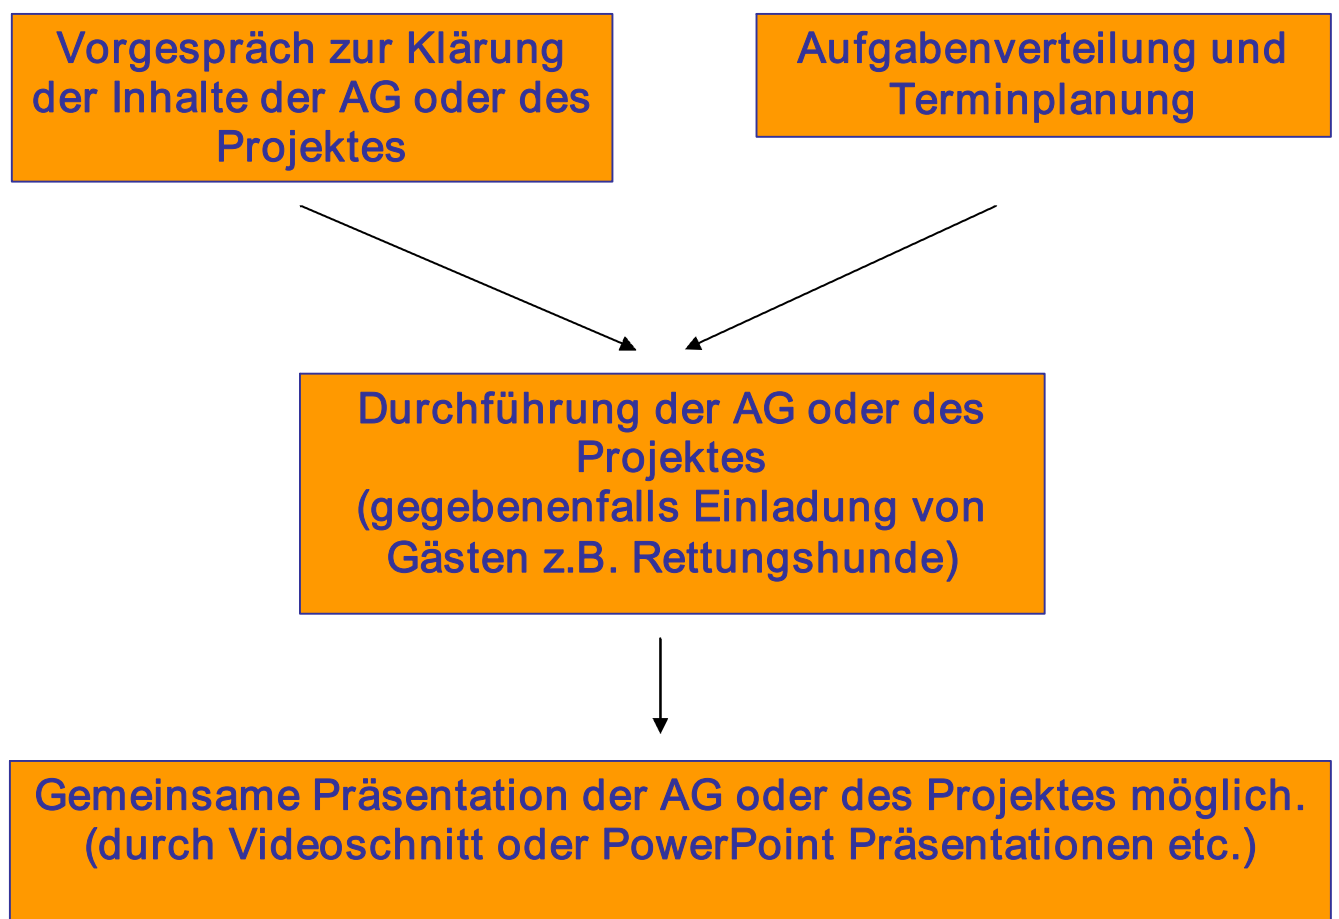 Vorgespräch zur Klärung
der Inhalte der AG oder des
Projektes
Aufgabenverteilung und
Terminplanung
Durchführung der AG oder des
Projektes
(gegebenenfalls Einladung von
Gästen z.B. Rettungshunde)
Gemeinsame Präsentation der AG oder des Projektes möglich.
(durch Videoschnitt oder PowerPoint Präsentationen etc.)